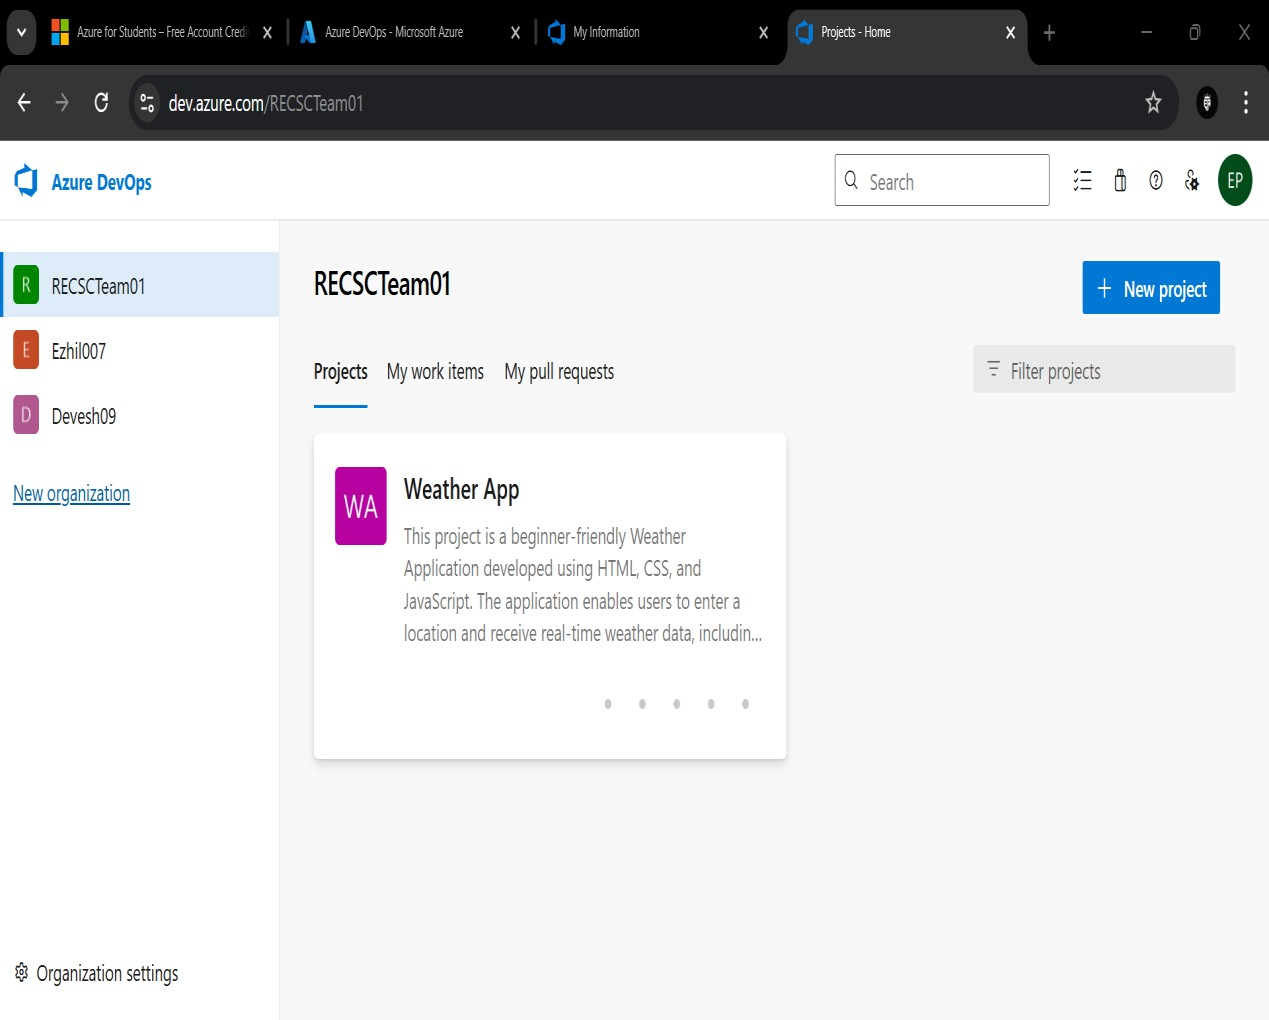 Azure for Students – Free Account Credi
Azure DevOps - Microsoft Azure
My Information
Projects - Home
dev.azure.com/RECSCTeam01
Azure DevOps
Search
EP
R RECSCTeam01
E Ezhil007
D Devesh09
New organization
Organization settings
RECSCTeam01
New project
Projects
My work items
My pull requests
Filter projects
WA
Weather App
This project is a beginner-friendly Weather
Application developed using HTML, CSS, and
JavaScript. The application enables users to enter a
location and receive real-time weather data, includin...